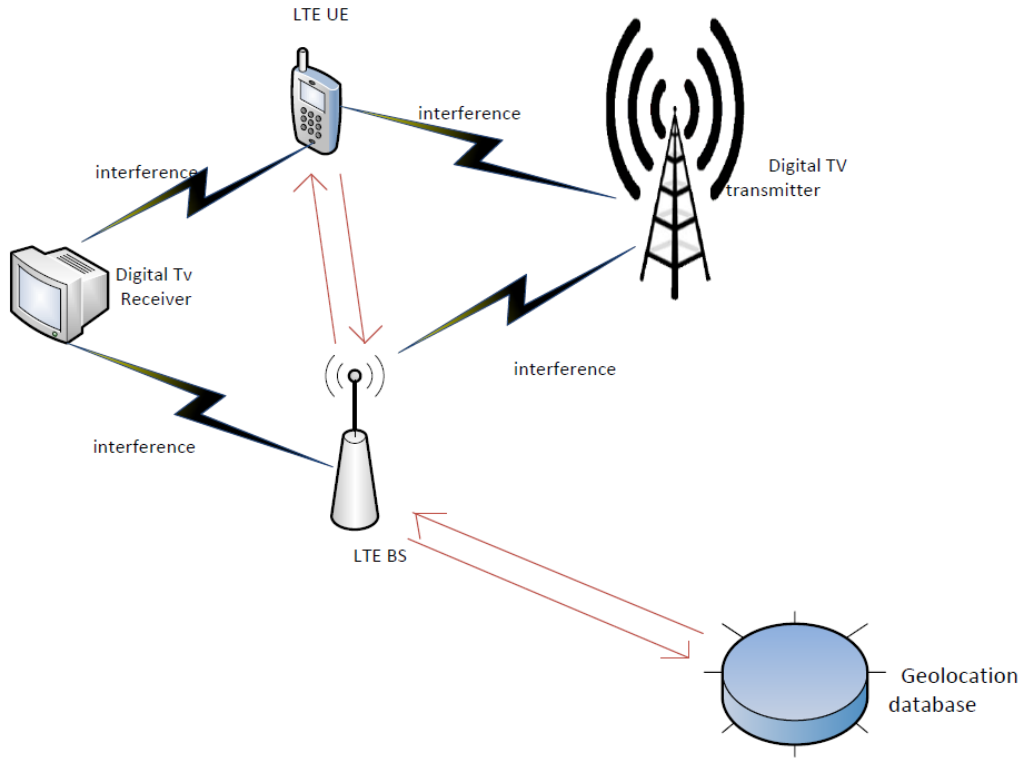 LTE UE
interference
interference
Digital TV
transmitter
Digital Tv
Receiver
interference
interference
LTE BS
Geolocation
database